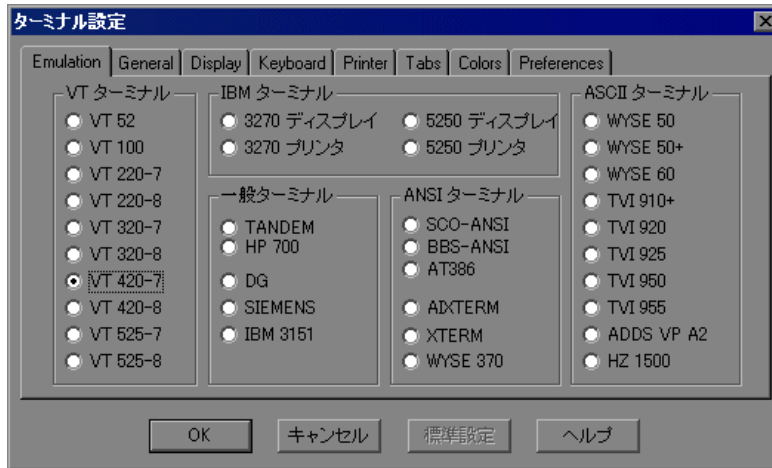 ターミナル設定
Emulation General Display Keyboard Printer Tabs Colors Preferences
VT ターミナル
VT 52
VT 100
VT 220-7
VT 220-8
VT 320-7
VT 320-8
VT 420-7
VT 420-8
VT 525-7
VT 525-8
IBM ターミナル
3270 ディスプレイ 5250 ディスプレイ
3270 プリンタ 5250 プリンタ
一般ターミナル
TANDEM
HP 700
DG
SIEMENS
IBM 3151
ANSI ターミナル
SCO-ANSI
BBS-ANSI
AT386
AIXTERM
XTERM
WYSE 370
ASCII ターミナル
WYSE 50
WYSE 50+
WYSE 60
TVI 910+
TVI 920
TVI 925
TVI 950
TVI 955
ADDS VP A2
HZ 1500
OK キャンセル 標準設定 ヘルプ